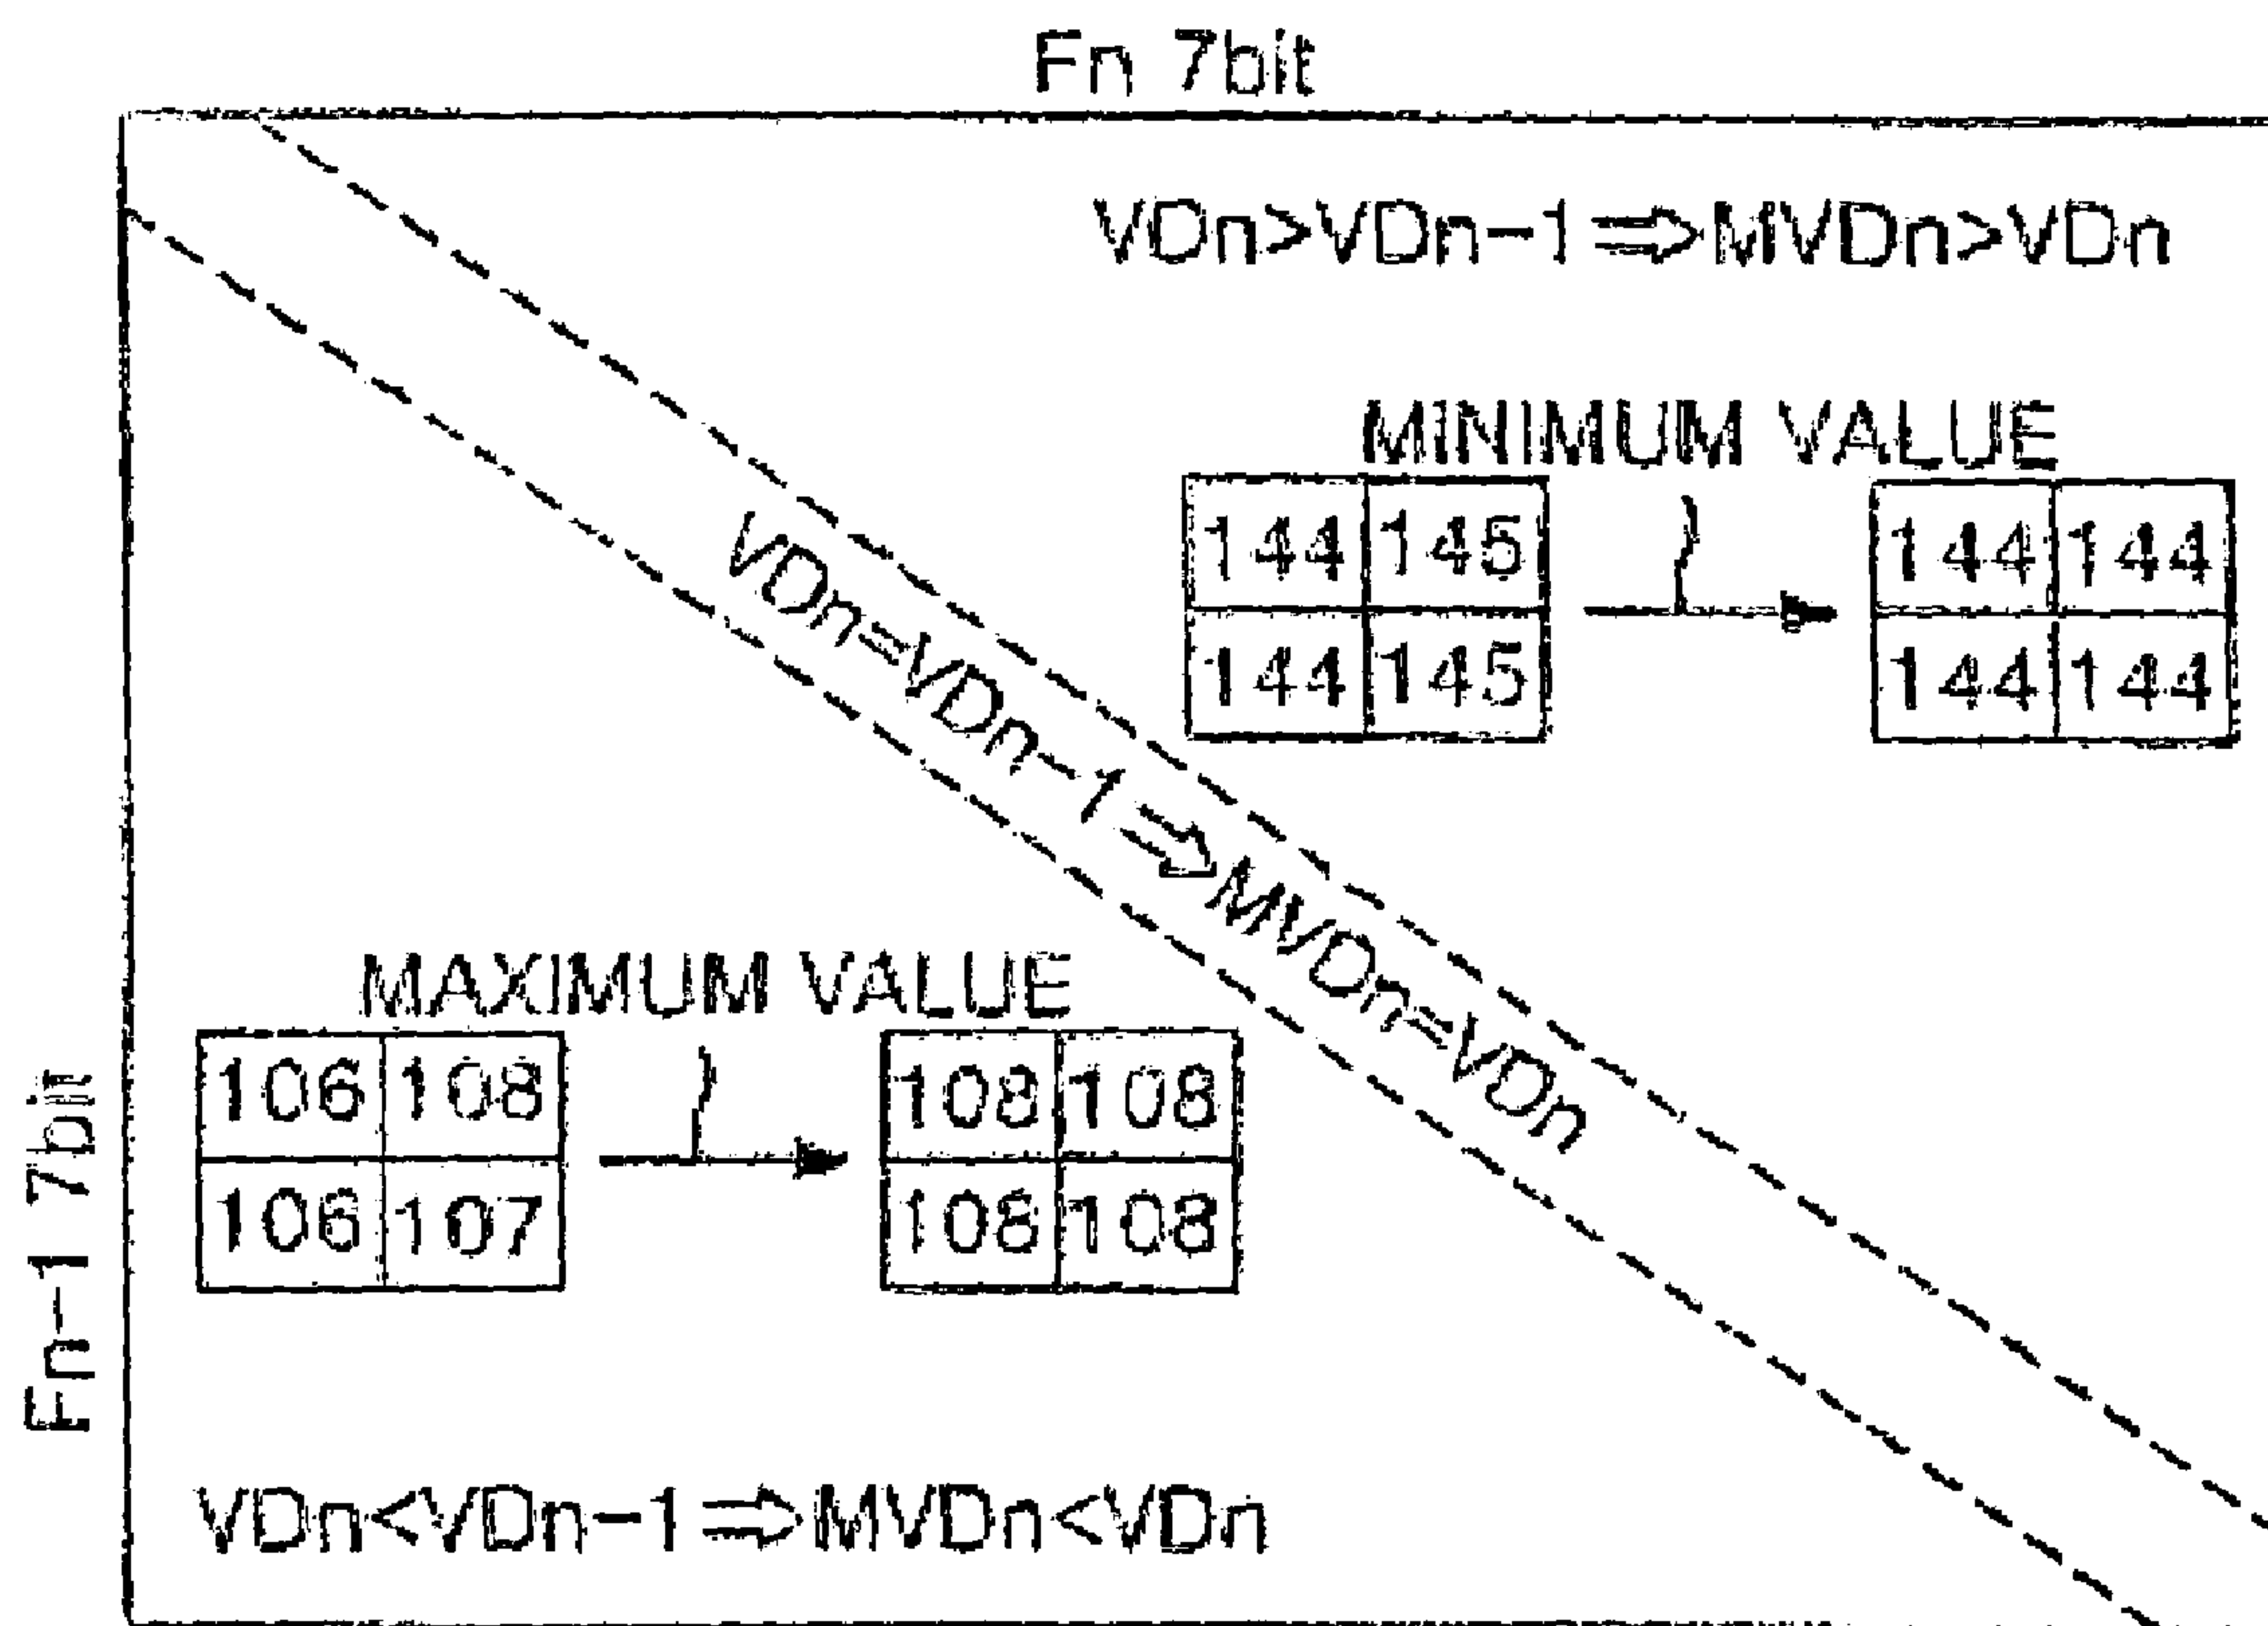 Fn 7bit
VDn>VDn-1⇒MVDn>VDn
MINIMUM VALUE
144 145 144 144
144 145 144 144
VDn=VDn-1⇒MVDn=VDn
MAXIMUM VALUE
106 108 108 108
106 107 108 108
Fn-1 7bit
VDn<VDn-1⇒MVDn<VDn